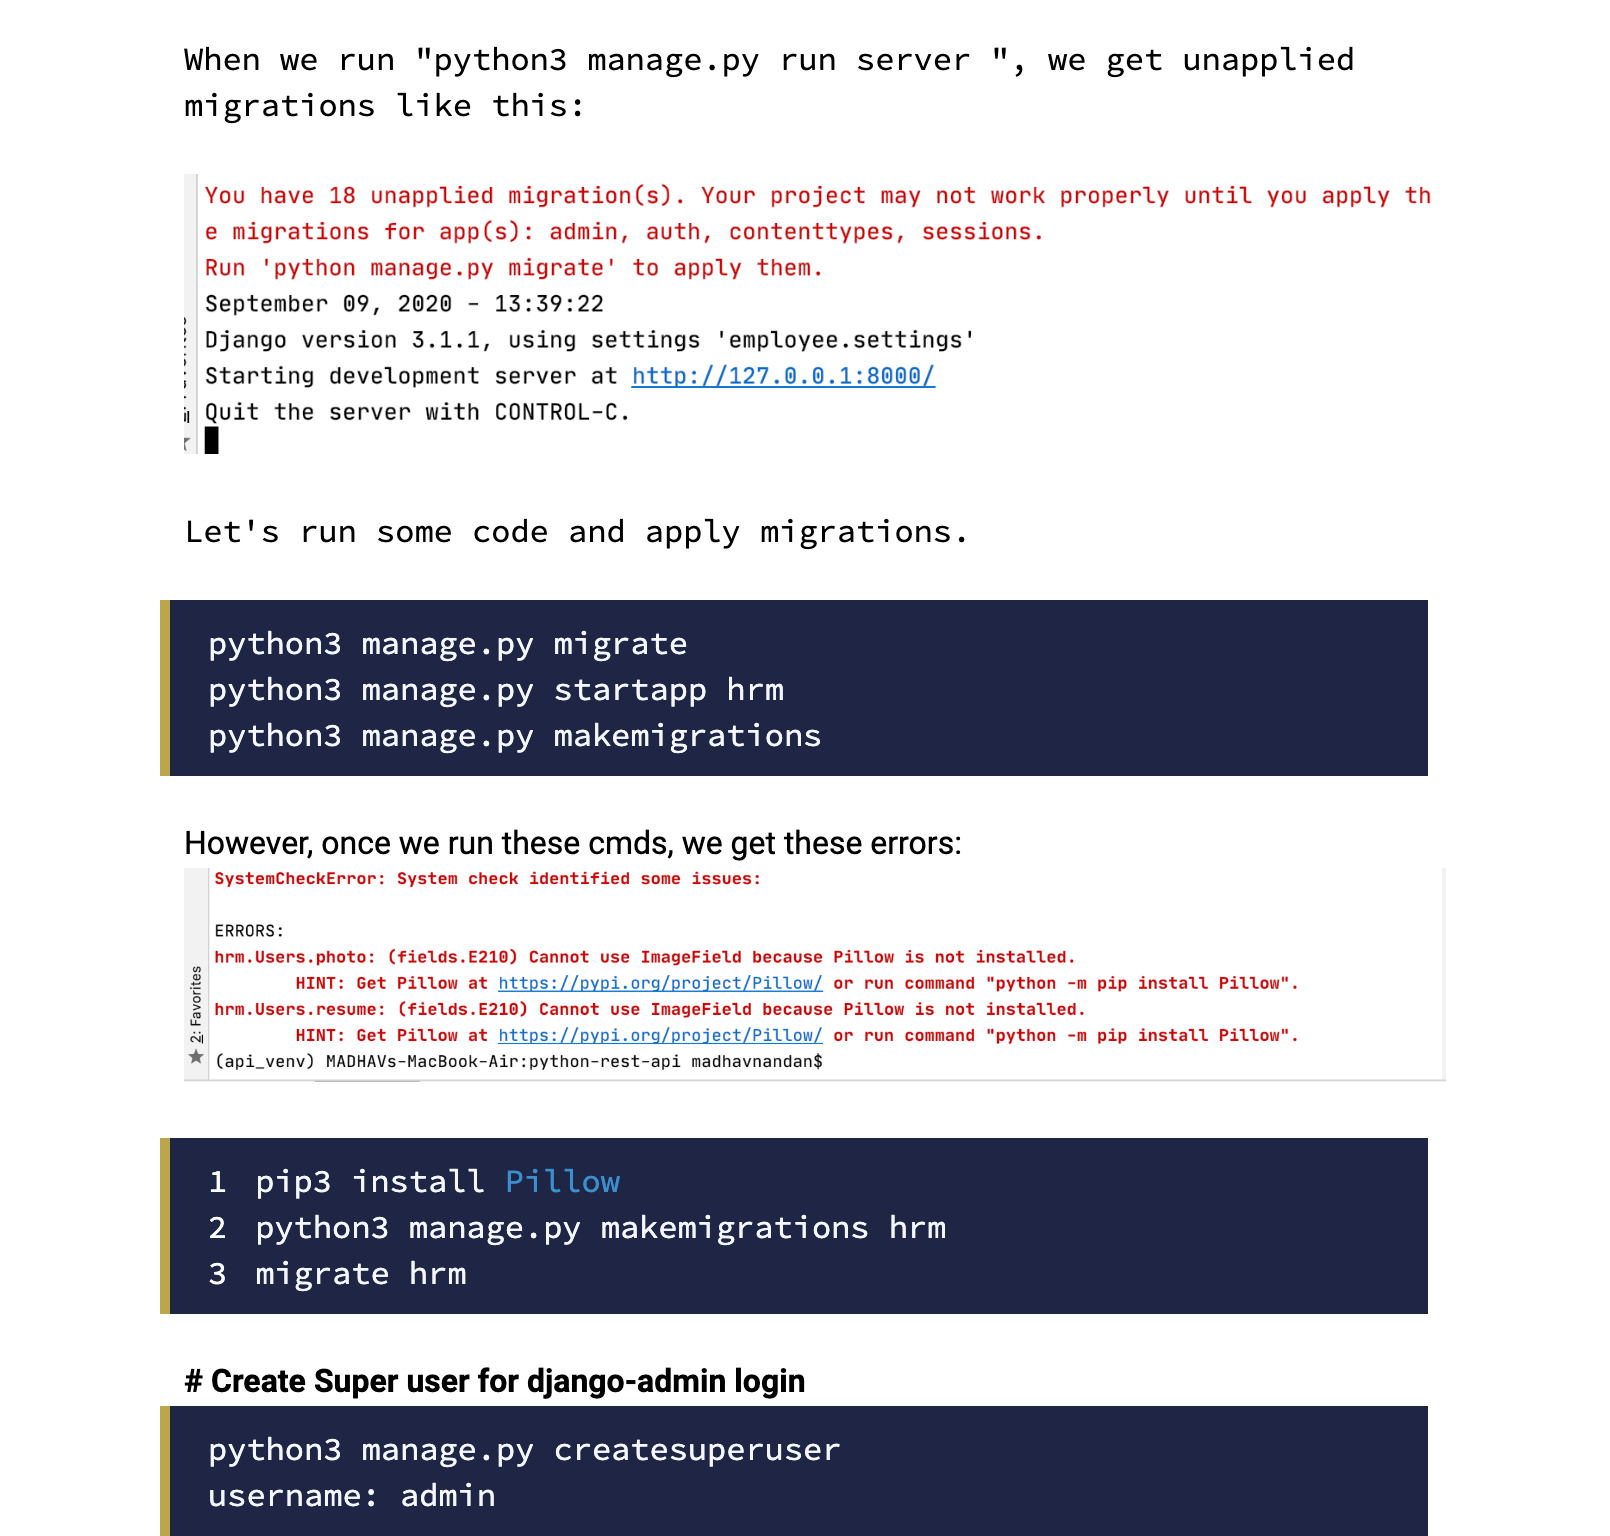 When we run "python3 manage.py run server ", we get unapplied
migrations like this:
You have 18 unapplied migration(s). Your project may not work properly until you apply th
e migrations for app(s): admin, auth, contenttypes, sessions.
Run 'python manage.py migrate' to apply them.
September 09, 2020 - 13:39:22
Django version 3.1.1, using settings 'employee.settings'
Starting development server at http://127.0.0.1:8000/
Quit the server with CONTROL-C.
Let's run some code and apply migrations.
python3 manage.py migrate
python3 manage.py startapp hrm
python3 manage.py makemigrations
However, once we run these cmds, we get these errors:
SystemCheckError: System check identified some issues:
ERRORS:
hrm.Users.photo: (fields.E210) Cannot use ImageField because Pillow is not installed.
HINT: Get Pillow at https://pypi.org/project/Pillow/ or run command "python -m pip install Pillow".
hrm.Users.resume: (fields.E210) Cannot use ImageField because Pillow is not installed.
HINT: Get Pillow at https://pypi.org/project/Pillow/ or run command "python -m pip install Pillow".
(api_venv) MADHAVs-MacBook-Air:python-rest-api madhavnandan$
2: Favorites
1 pip3 install Pillow
2 python3 manage.py makemigrations hrm
3 migrate hrm
# Create Super user for django-admin login
python3 manage.py createsuperuser
username: admin